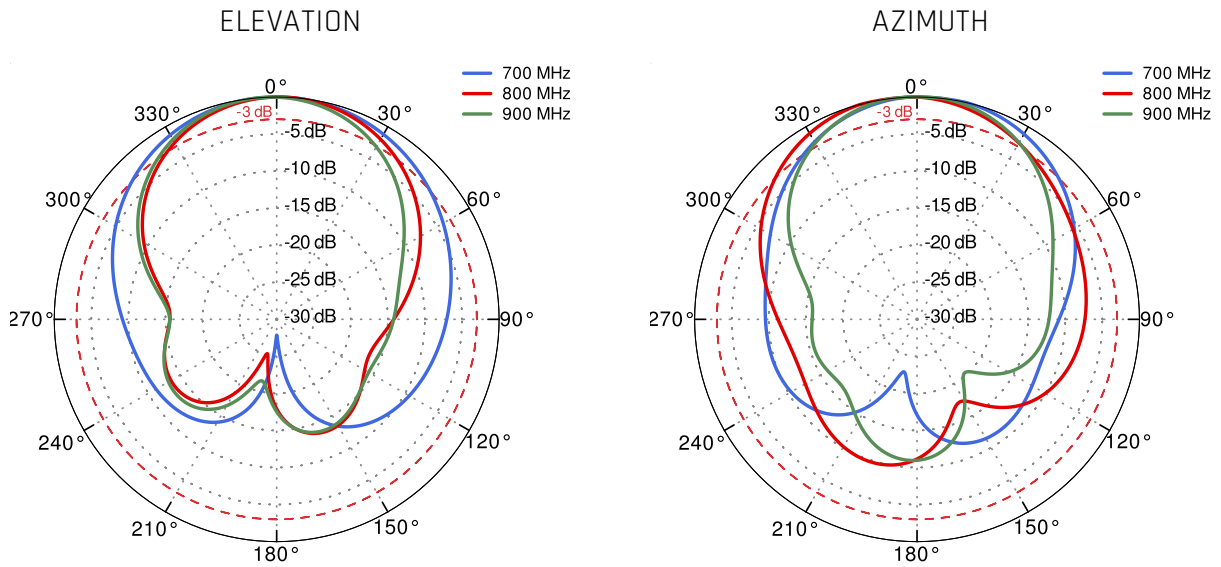 ELEVATION
700 MHz
800 MHz
900 MHz
0°
30°
60°
90°
120°
150°
180°
210°
240°
270°
300°
330°
-3 dB
-5 dB
-10 dB
-15 dB
-20 dB
-25 dB
-30 dB
AZIMUTH
700 MHz
800 MHz
900 MHz
0°
30°
60°
90°
120°
150°
180°
210°
240°
270°
300°
330°
-3 dB
-5 dB
-10 dB
-15 dB
-20 dB
-25 dB
-30 dB